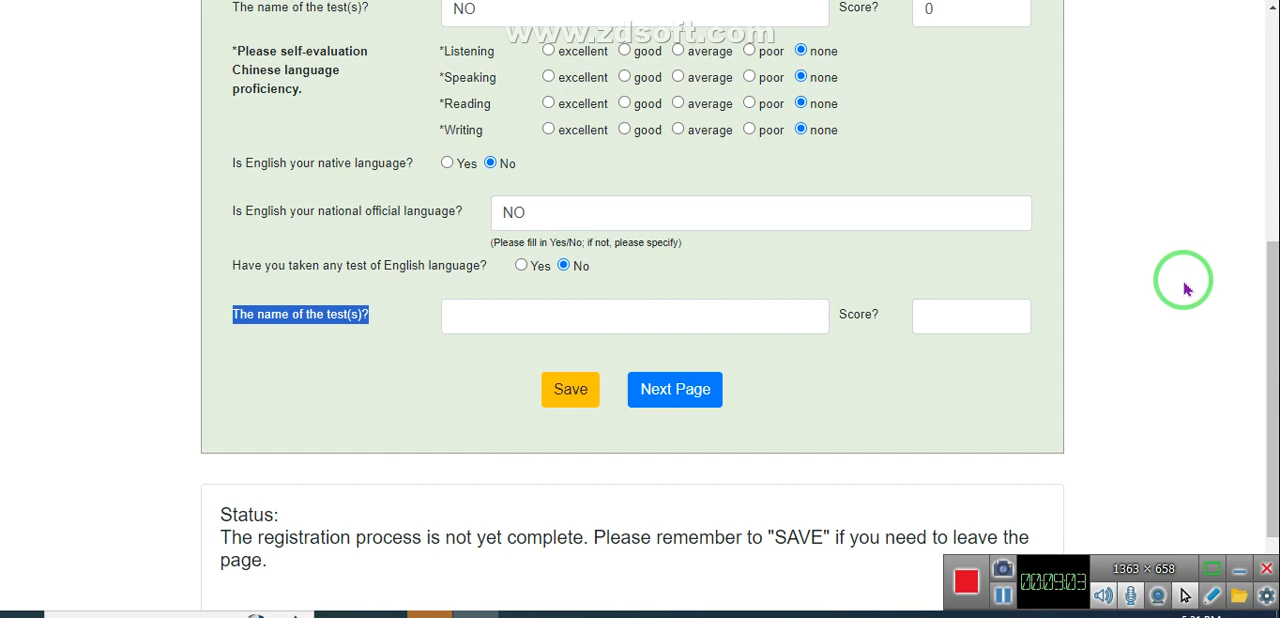 The name of the test(s)? NO Score? 0
www.zdsoft.com
*Please self-evaluation Chinese language proficiency.
*Listening excellent good average poor none
*Speaking excellent good average poor none
*Reading excellent good average poor none
*Writing excellent good average poor none
Is English your native language? Yes No
Is English your national official language? NO
(Please fill in Yes/No; if not, please specify)
Have you taken any test of English language? Yes No
The name of the test(s)? Score?
Save Next Page
Status:
The registration process is not yet complete. Please remember to "SAVE" if you need to leave the
page.
1363 × 658
00:09:03